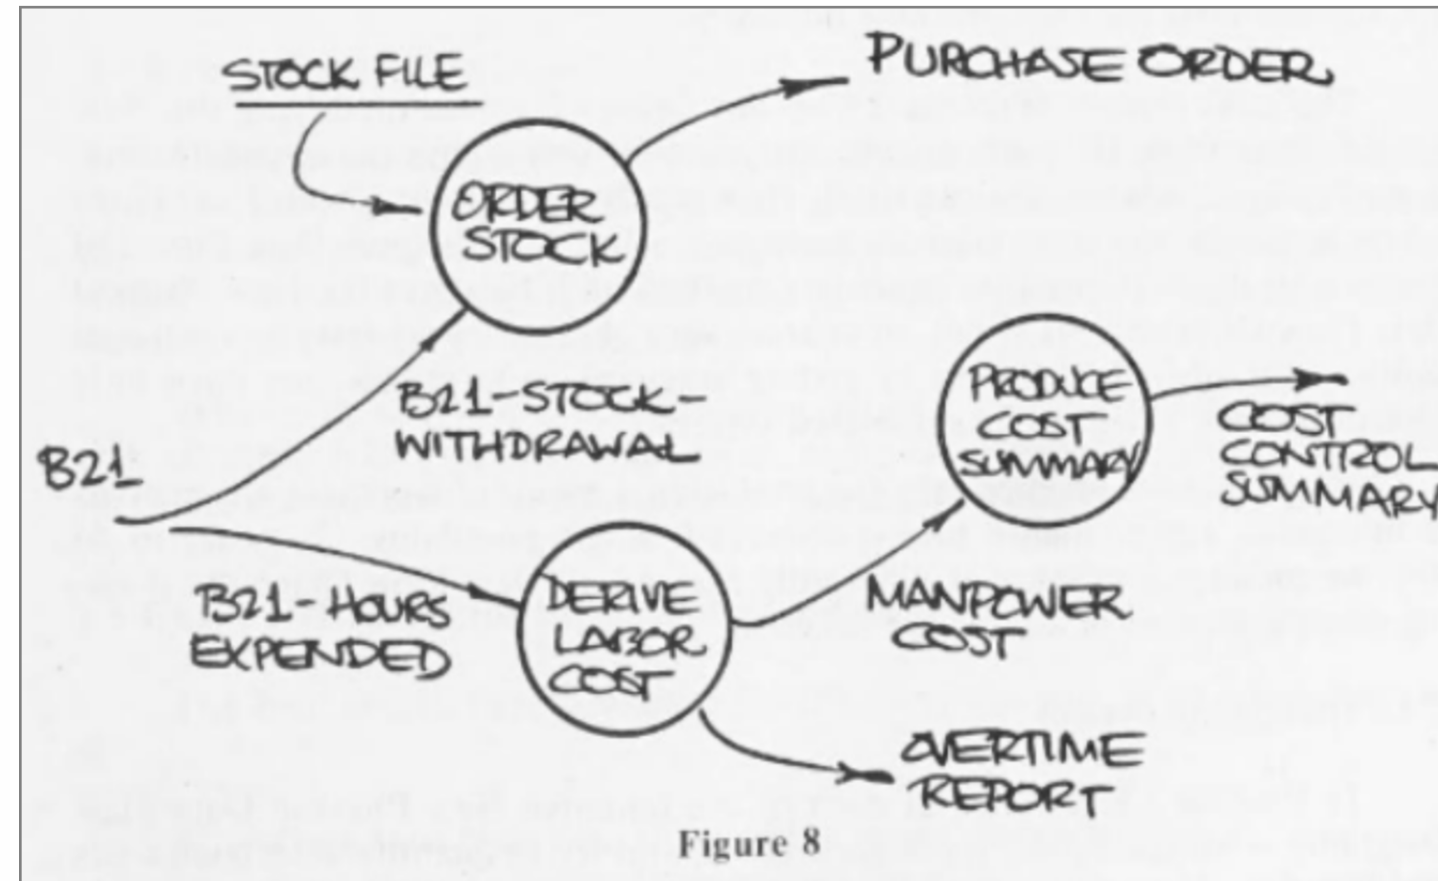 STOCK FILE
PURCHASE ORDER
ORDER
STOCK
B21-STOCK-
WITHDRAWAL
B21
PRODUCE
COST
SUMMARY
COST
CONTROL
SUMMARY
B21-HOURS
EXPENDED
DERIVE
LABOR
COST
MANPOWER
COST
OVERTIME
REPORT
Figure 8